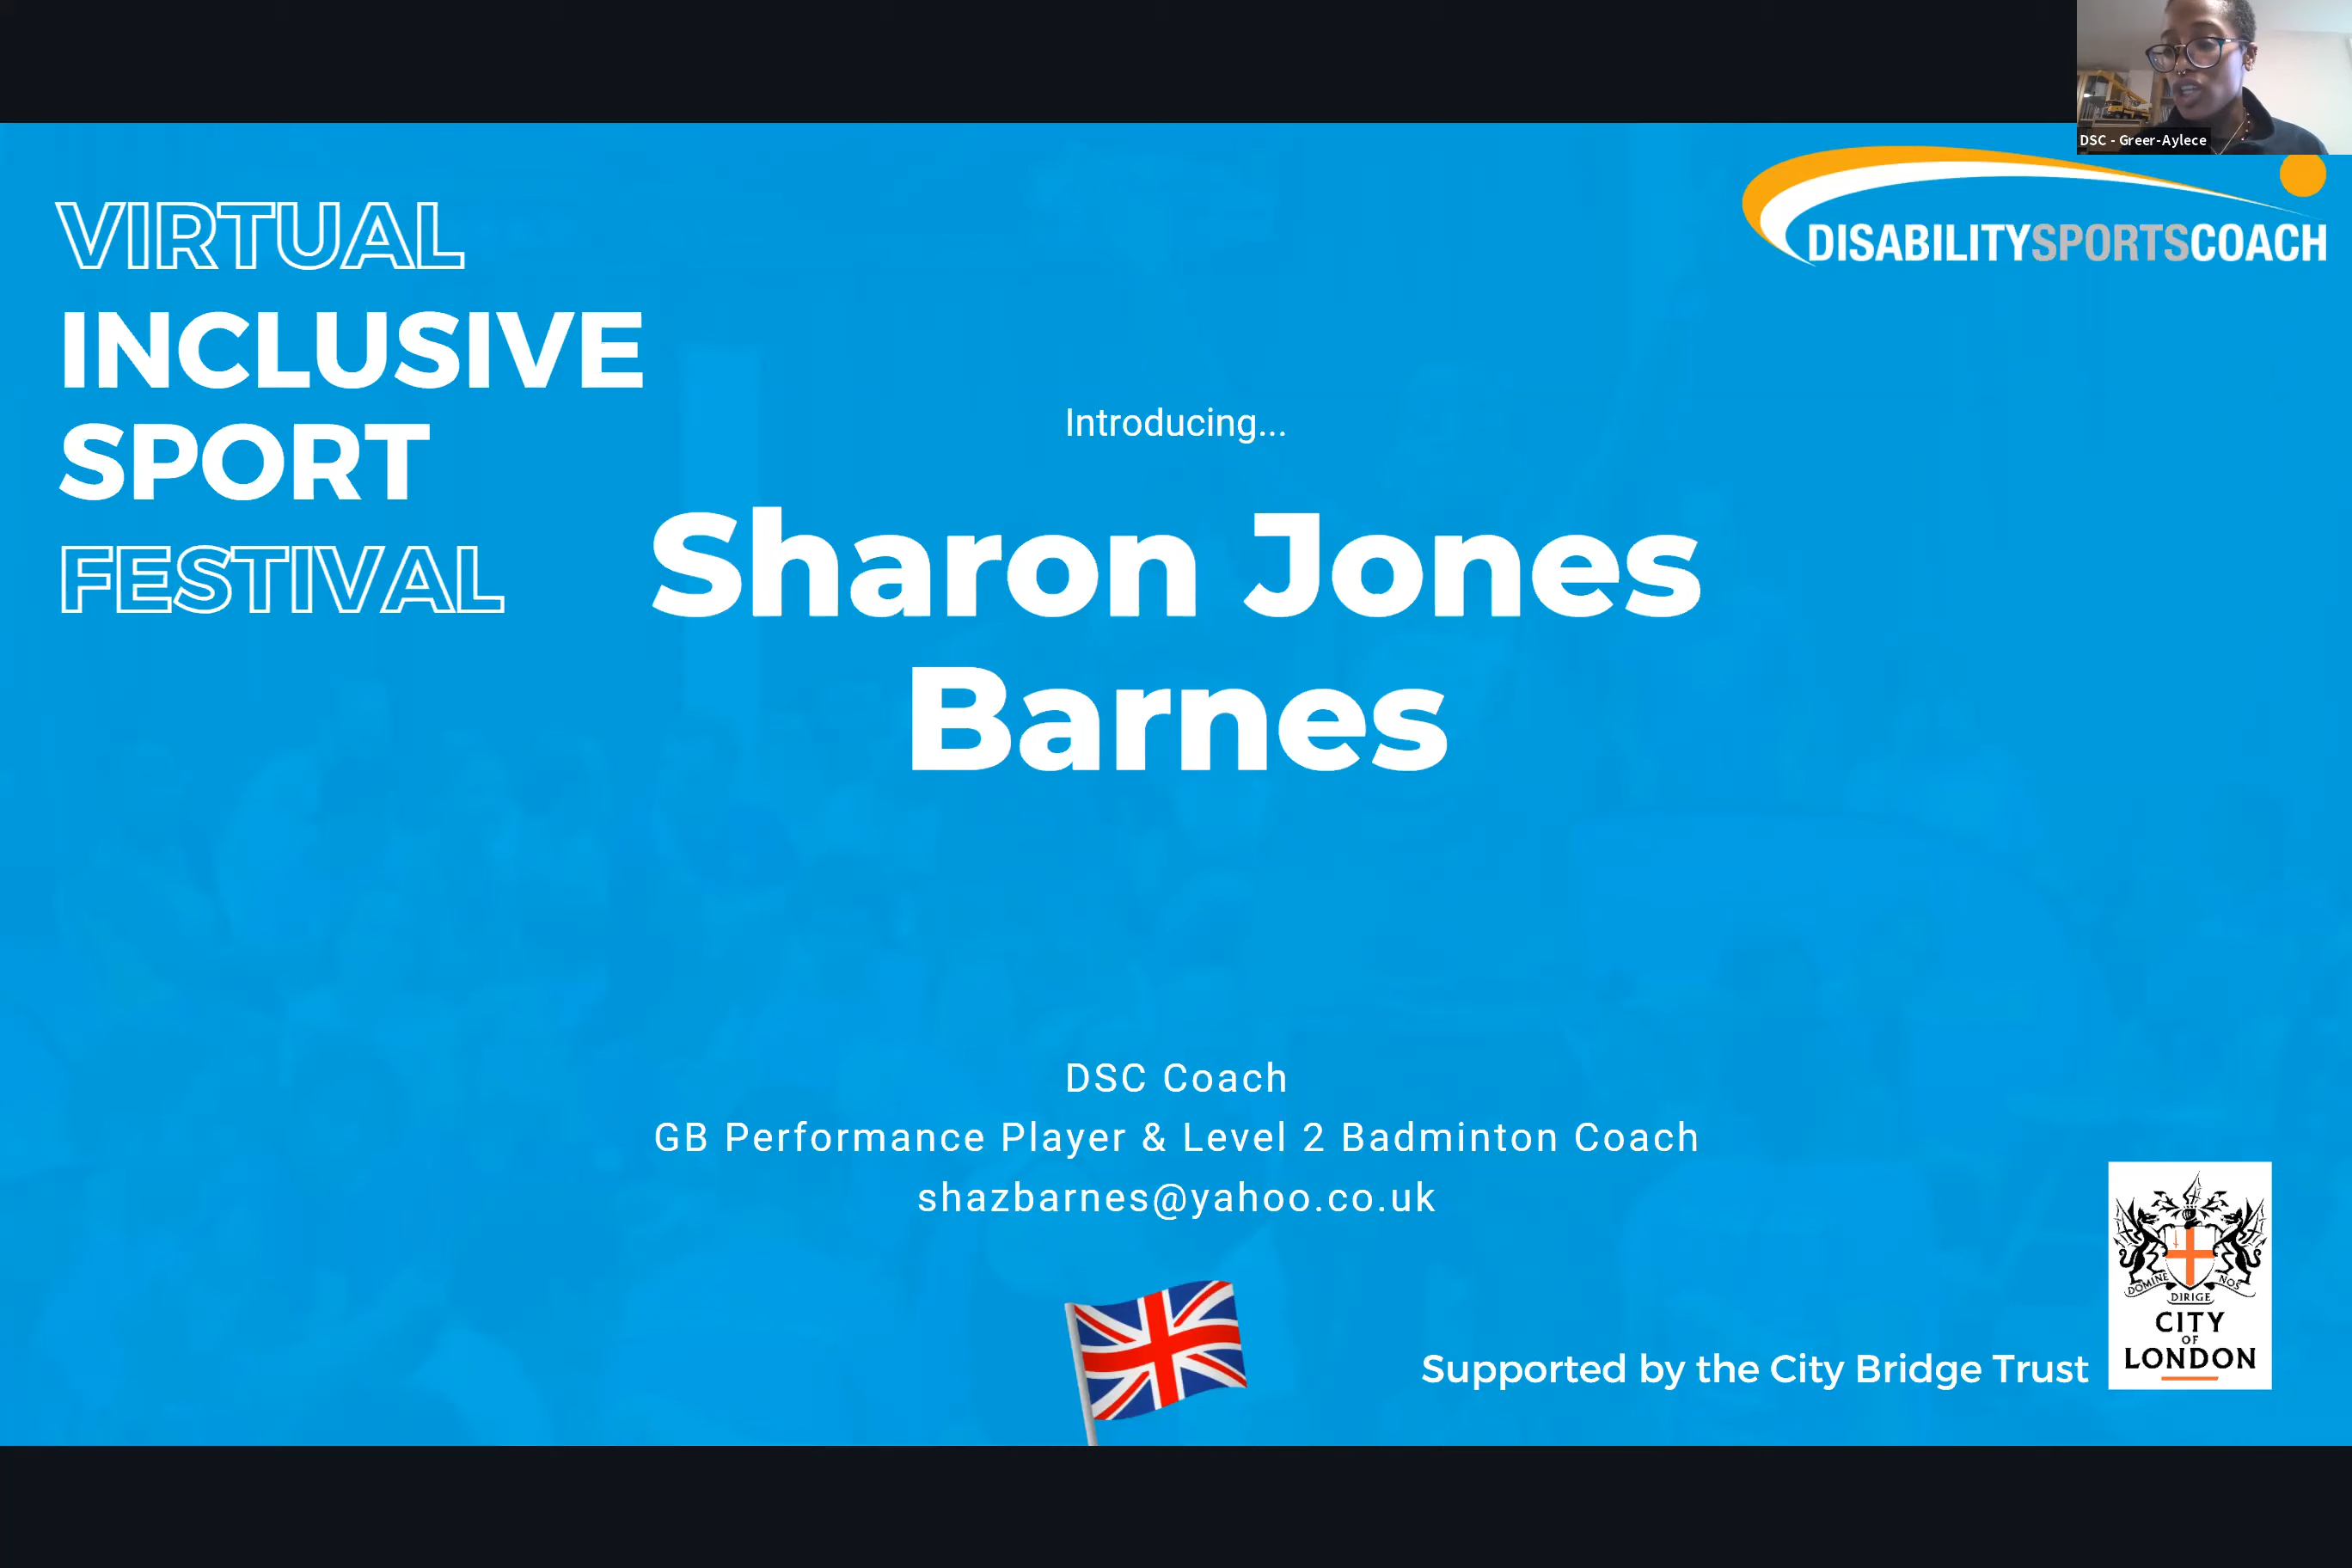 DSC - Greer-Aylece
DISABILITYSPORTSCOACH
VIRTUAL
INCLUSIVE
SPORT
FESTIVAL
Introducing...
Sharon Jones
Barnes
DSC Coach
GB Performance Player & Level 2 Badminton Coach
shazbarnes@yahoo.co.uk
Supported by the City Bridge Trust
DOMINE DIRIGE NOS
CITY
OF
LONDON